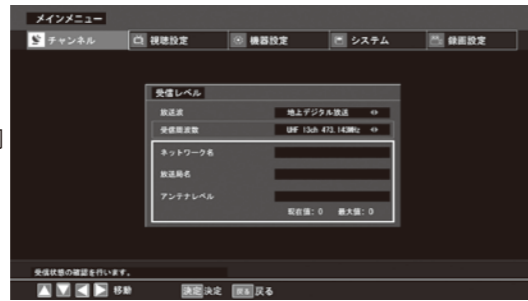 メインメニュー
チャンネル 視聴設定 機器設定 システム 録画設定
受信レベル
放送波 地上デジタル放送
受信周波数 UHF 13ch 473.143MHz
ネットワーク名
放送局名
アンテナレベル
現在値：0 最大値：0
受信状態の確認を行います。
移動 決定 決定 戻る 戻る